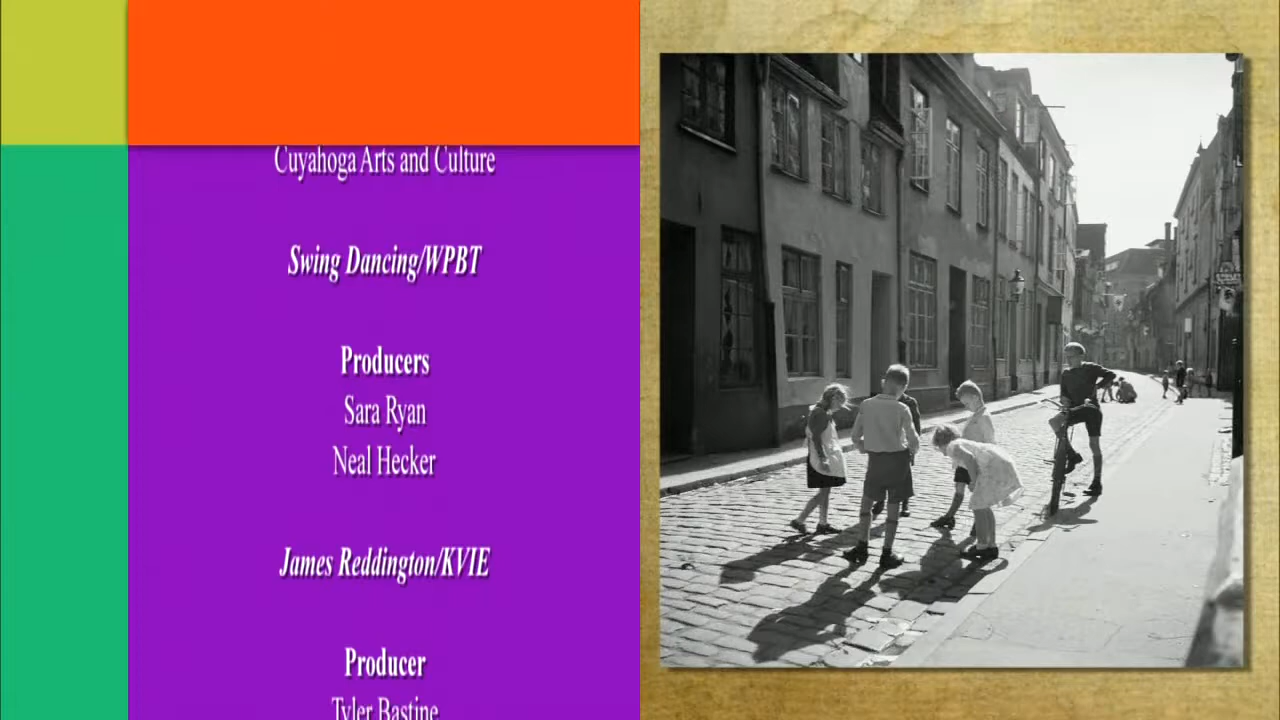 Cuyahoga Arts and Culture
Swing Dancing/WPBT
Producers
Sara Ryan
Neal Hecker
James Reddington/KVIE
Producer
Tyler Bastine